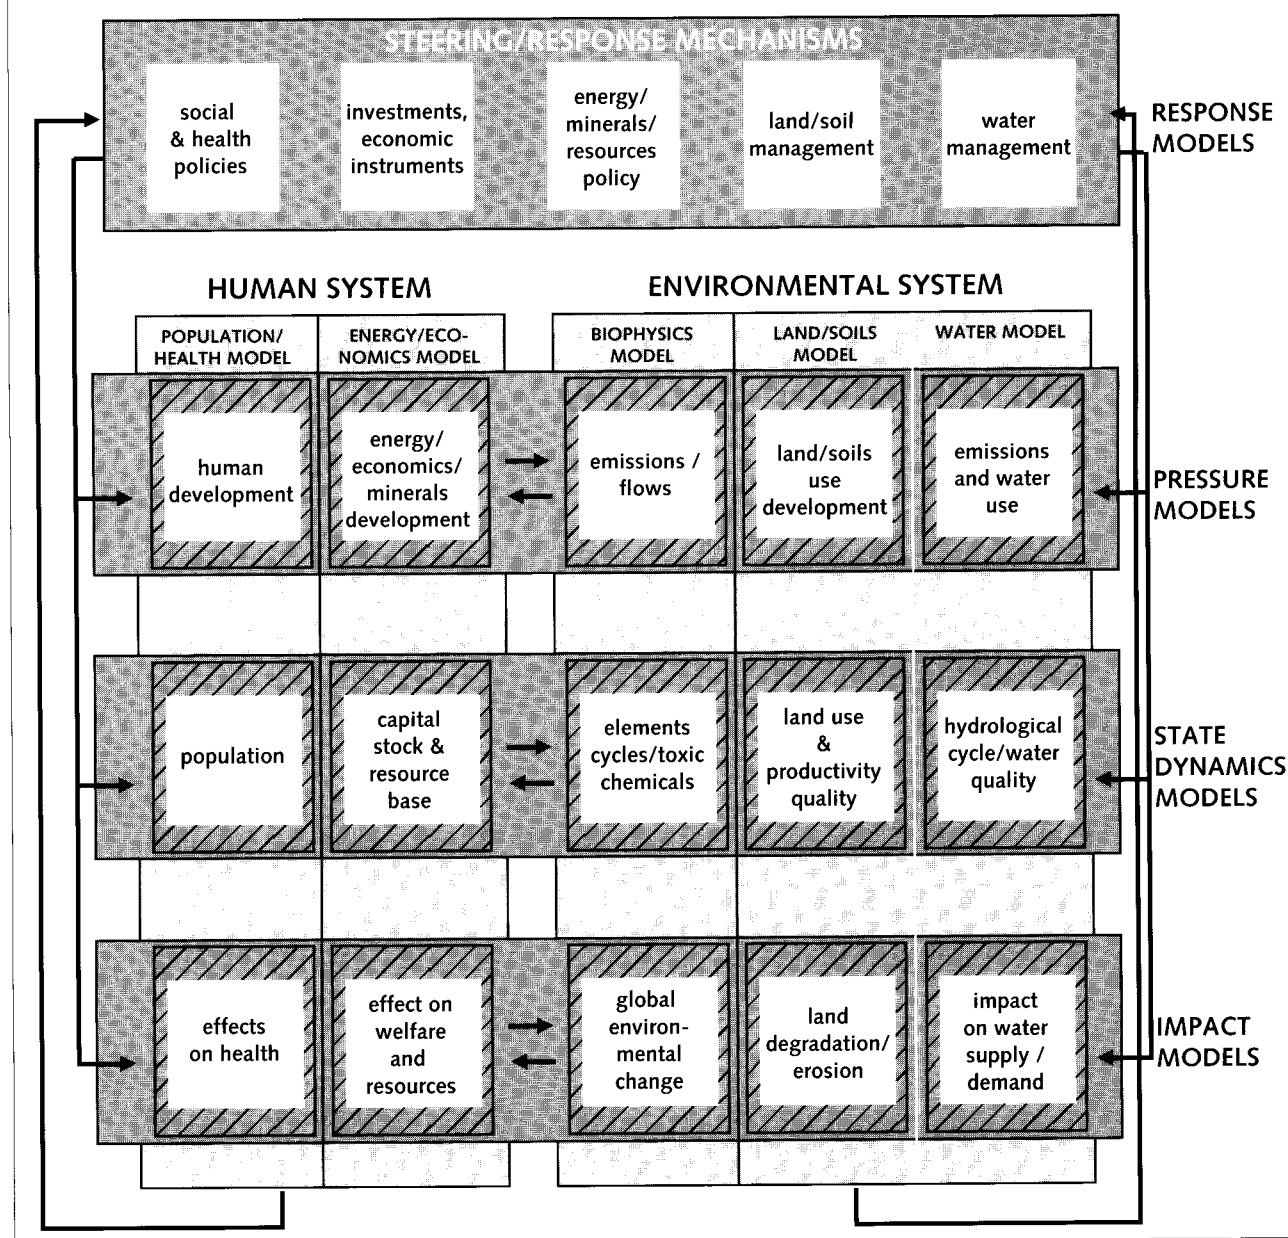 STEERING/RESPONSE MECHANISMS
social
& health
policies
investments,
economic
instruments
energy/
minerals/
resources
policy
land/soil
management
water
management
RESPONSE
MODELS
HUMAN SYSTEM
ENVIRONMENTAL SYSTEM
POPULATION/
HEALTH MODEL
ENERGY/ECO-
NOMICS MODEL
BIOPHYSICS
MODEL
LAND/SOILS
MODEL
WATER MODEL
human
development
energy/
economics/
minerals
development
emissions /
flows
land/soils
use
development
emissions
and water
use
PRESSURE
MODELS
population
capital
stock &
resource
base
elements
cycles/toxic
chemicals
land use
&
productivity
quality
hydrological
cycle/water
quality
STATE
DYNAMICS
MODELS
effects
on health
effect on
welfare
and
resources
global
environ-
mental
change
land
degradation/
erosion
impact
on water
supply /
demand
IMPACT
MODELS